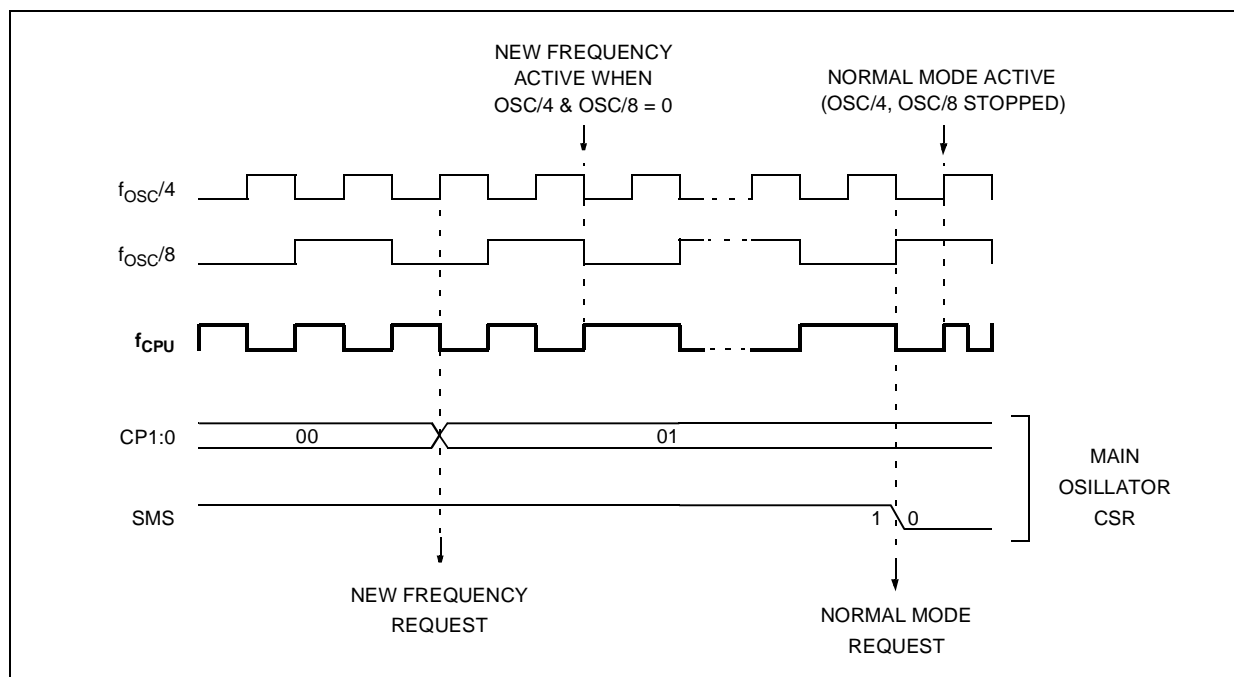 NEW FREQUENCY
ACTIVE WHEN
OSC/4 & OSC/8 = 0
NORMAL MODE ACTIVE
(OSC/4, OSC/8 STOPPED)
fOSC/4
fOSC/8
fCPU
CP1:0 00 01
SMS 1 0
MAIN
OSILLATOR
CSR
NEW FREQUENCY
REQUEST
NORMAL MODE
REQUEST